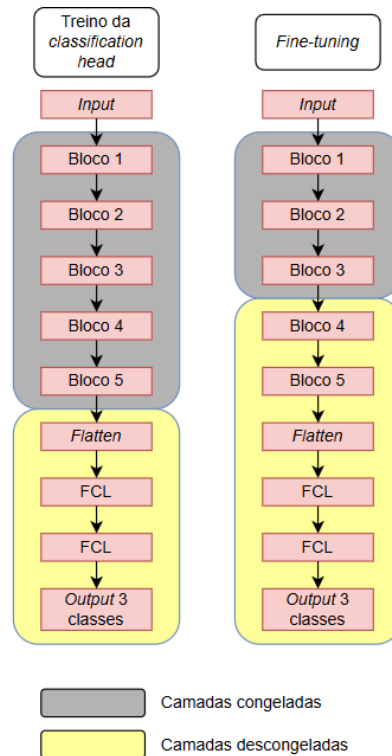 Treino da
classification
head
Input
Bloco 1
Bloco 2
Bloco 3
Bloco 4
Bloco 5
Flatten
FCL
FCL
Output 3
classes
Fine-tuning
Input
Bloco 1
Bloco 2
Bloco 3
Bloco 4
Bloco 5
Flatten
FCL
FCL
Output 3
classes
Camadas congeladas
Camadas descongeladas